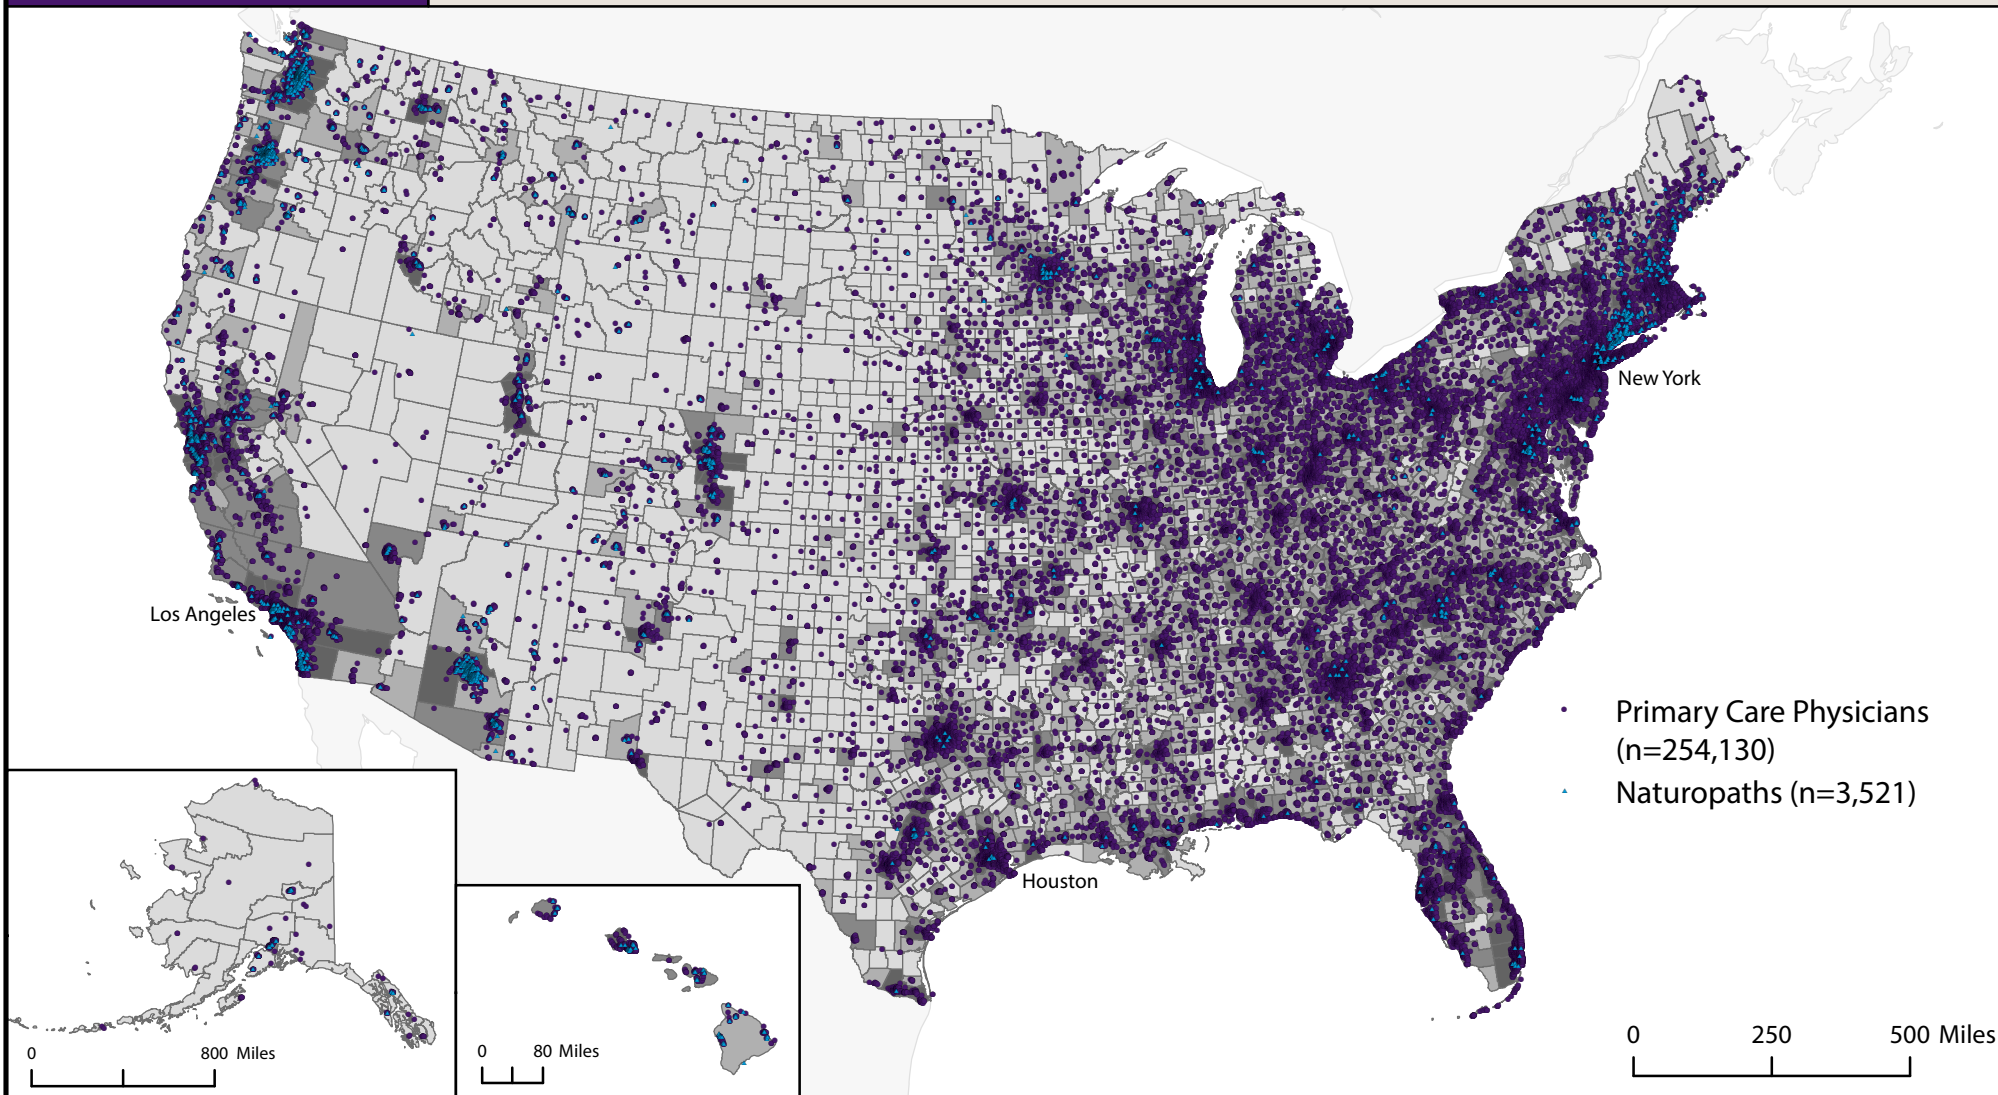 New York
Los Angeles
Primary Care Physicians
(n=254,130)
Naturopaths (n=3,521)
Houston
0 250 500 Miles
0 800 Miles
0 80 Miles